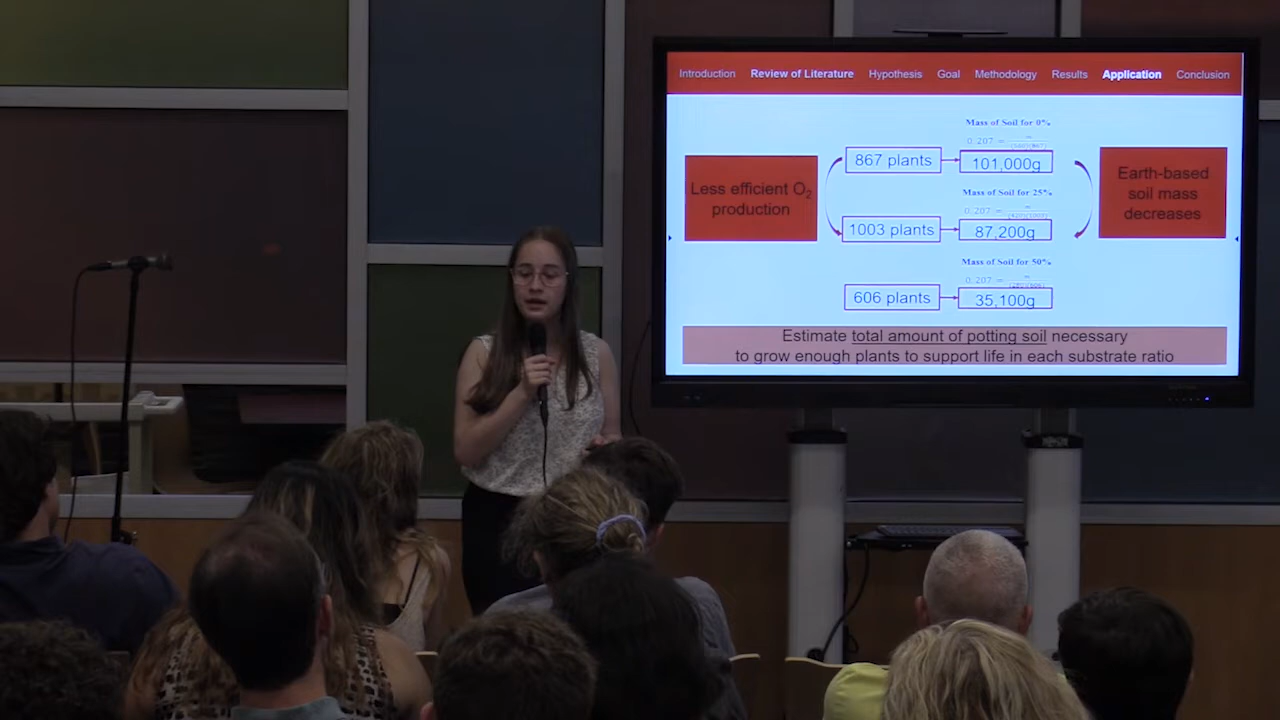 Introduction Review of Literature Hypothesis Goal Methodology Results Application Conclusion
Less efficient O₂
production
Mass of Soil for 0%
867 plants
101,000g
Mass of Soil for 25%
1003 plants
87,200g
Mass of Soil for 50%
606 plants
35,100g
Earth-based
soil mass
decreases
Estimate total amount of potting soil necessary
to grow enough plants to support life in each substrate ratio